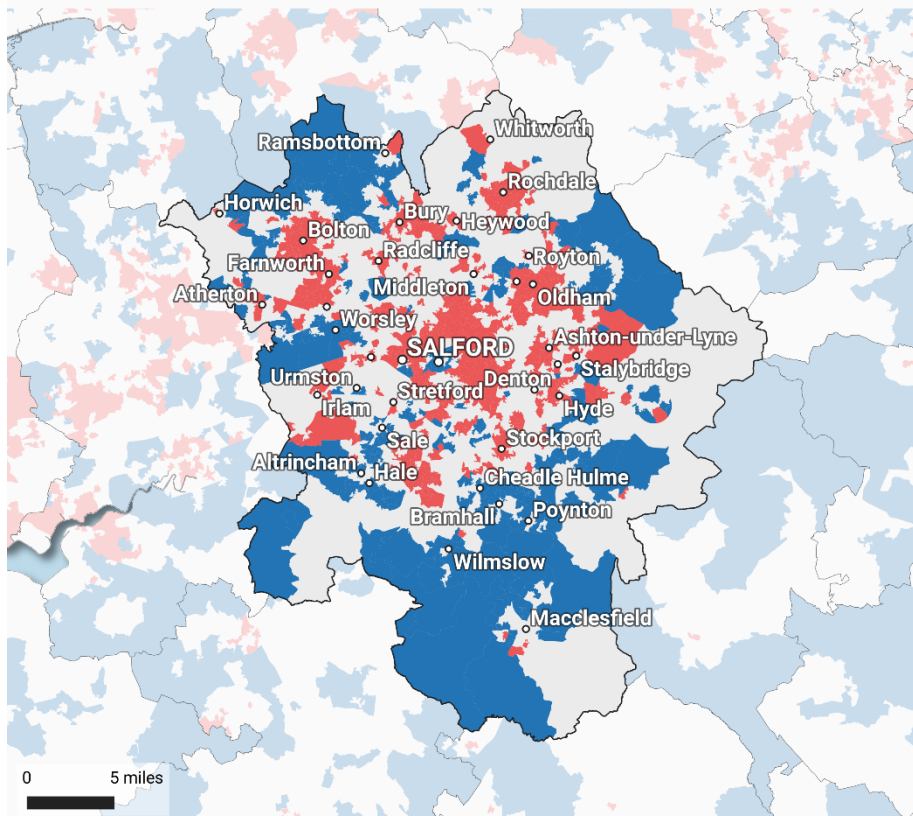 Whitworth
Ramsbottom
Rochdale
Horwich
Bury
Heywood
Bolton
Radcliffe
Royton
Farnworth
Middleton
Oldham
Atherton
Worsley
Ashton-under-Lyne
SALFORD
Stalybridge
Urmston
Denton
Stretford
Irlam
Hyde
Sale
Stockport
Altrincham
Hale
Cheadle Hulme
Bramhall
Poynton
Wilmslow
Macclesfield
0 5 miles